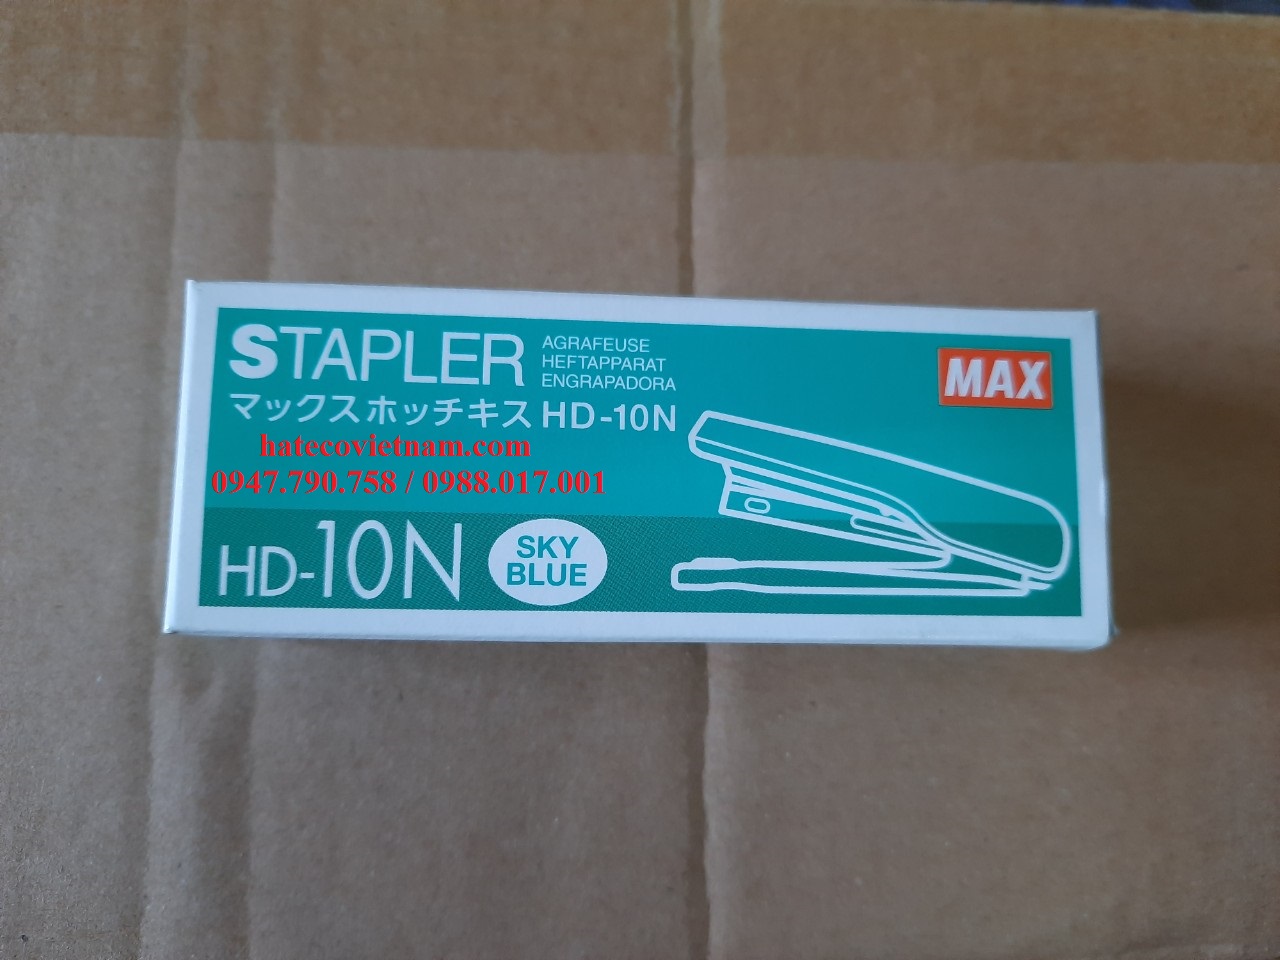 STAPLER
AGRAFEUSE
HEFTAPPARAT
ENGRAPADORA
MAX
マックスホッチキス HD-10N
hatecovietnam.com
0947.790.758 / 0988.017.001
HD-10N
SKY
BLUE